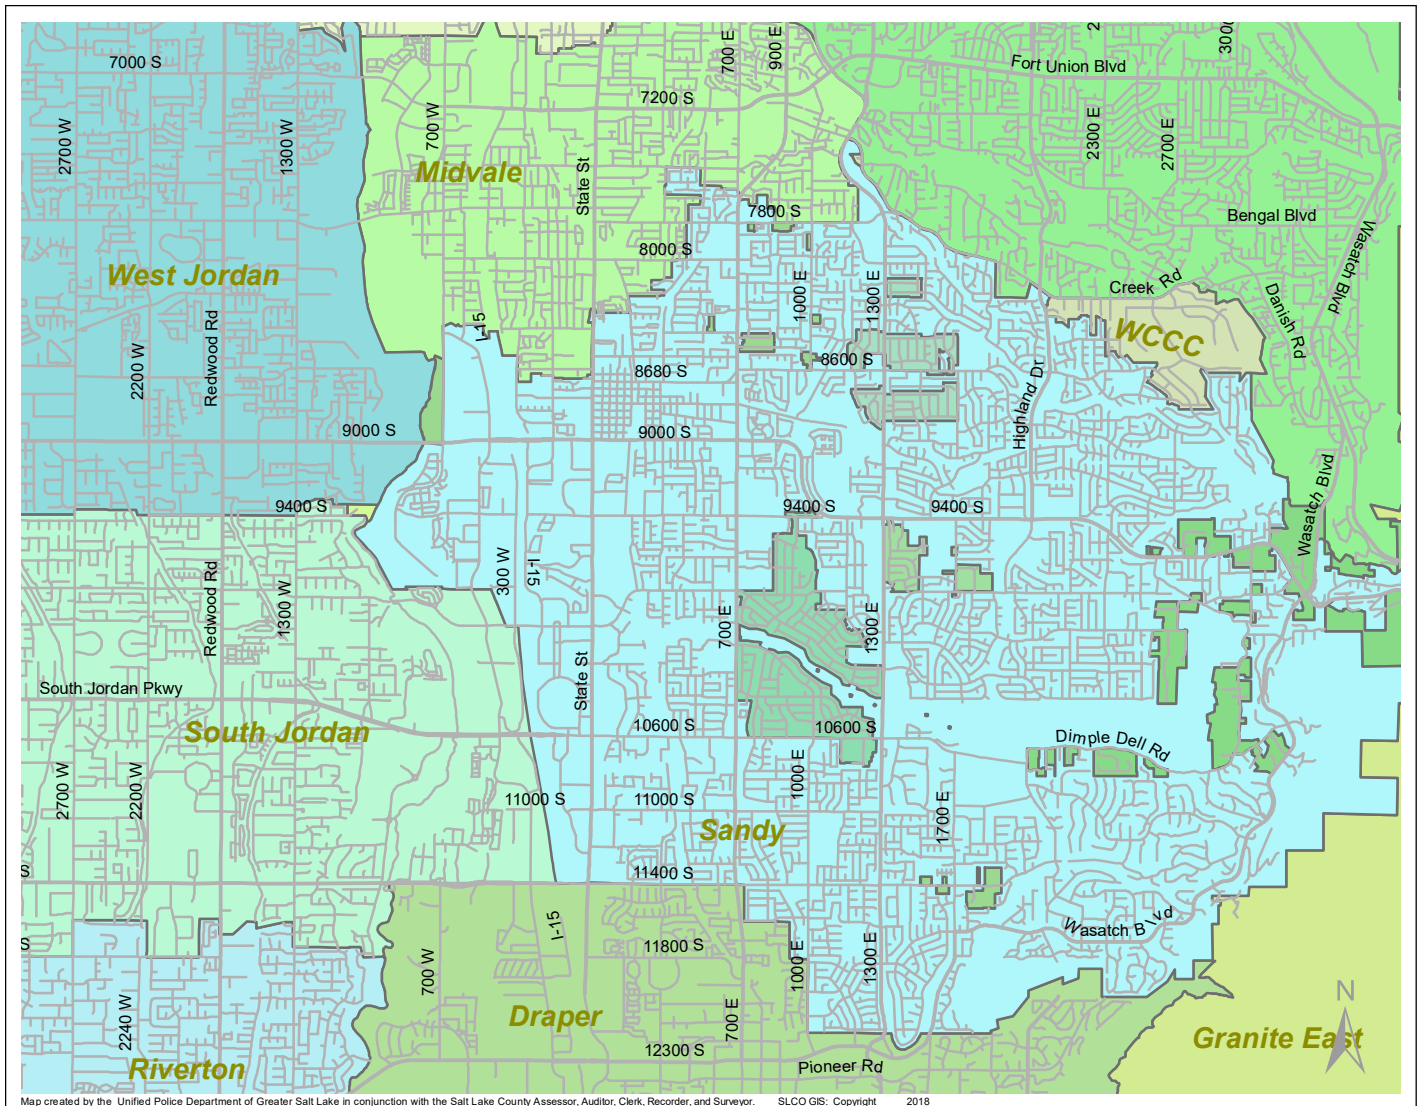 7000 S
700 E
900 E
2
3000
Fort Union Blvd
7200 S
2700 W
1300 W
700 W
2300 E
2700 E
Midvale
State St
7800 S
Bengal Blvd
8000 S
Wasatch Blvd
West Jordan
Creek Rd
1000 E
1300 E
Danish Rd
I-15
Redwood Rd
WCCC
2200 W
8680 S
8600 S
Highland Dr
9000 S
9000 S
9400 S
9400 S
9400 S
Wasatch Blvd
300 W
I-15
Redwood Rd
1300 W
700 E
1300 E
State St
South Jordan Pkwy
South Jordan
10600 S
10600 S
Dimple Dell Rd
2700 W
2200 W
1000 E
11000 S
11000 S
1700 E
Sandy
S
11400 S
Wasatch Blvd
I-15
S
11800 S
700 W
1000 E
1300 E
Draper
2240 W
700 E
N
Granite East
12300 S
Riverton
Pioneer Rd
Map created by the Unified Police Department of Greater Salt Lake in conjunction with the Salt Lake County Assessor, Auditor, Clerk, Recorder, and Surveyor. SLCO GIS: Copyright 2018